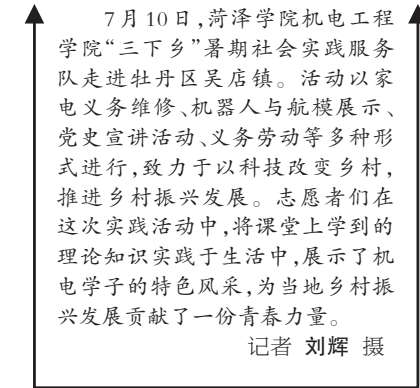 7月10日，菏泽学院机电工程
学院“三下乡”暑期社会实践服务
队走进牡丹区吴店镇。活动以家
电义务维修、机器人与航模展示、
党史宣讲活动、义务劳动等多种形
式进行，致力于以科技改变乡村，
推进乡村振兴发展。志愿者们在
这次实践活动中，将课堂上学到的
理论知识实践于生活中，展示了机
电学子的特色风采，为当地乡村振
兴发展贡献了一份青春力量。
记者 刘辉 摄